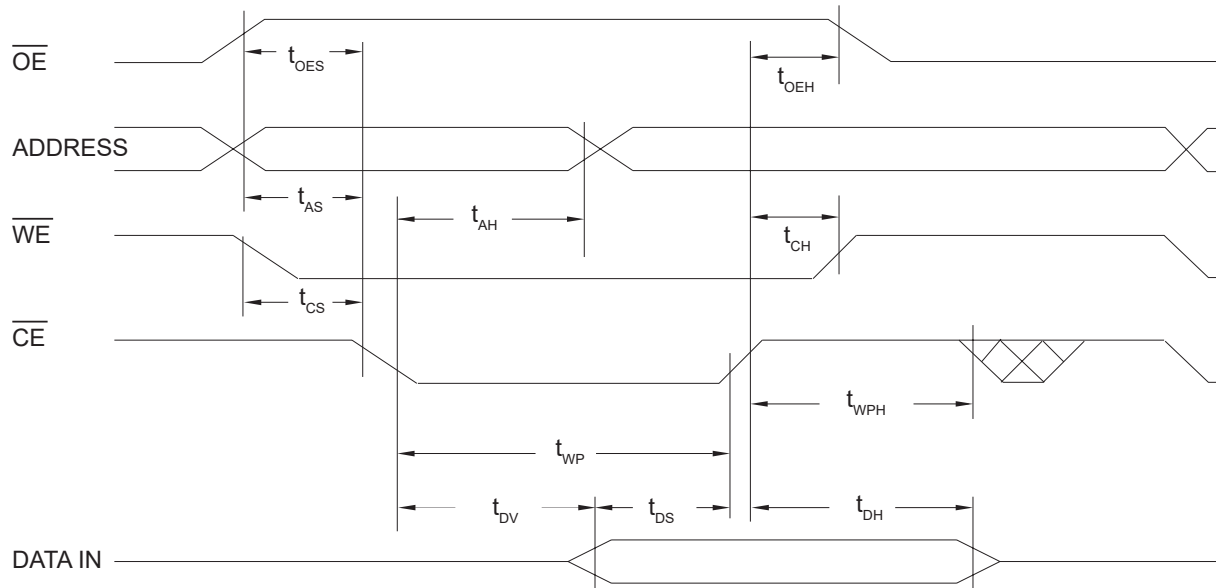 OE
tOES
tOEH
ADDRESS
tAS
tAH
WE
tCH
tCS
CE
tWPH
tWP
tDV
tDS
tDH
DATA IN